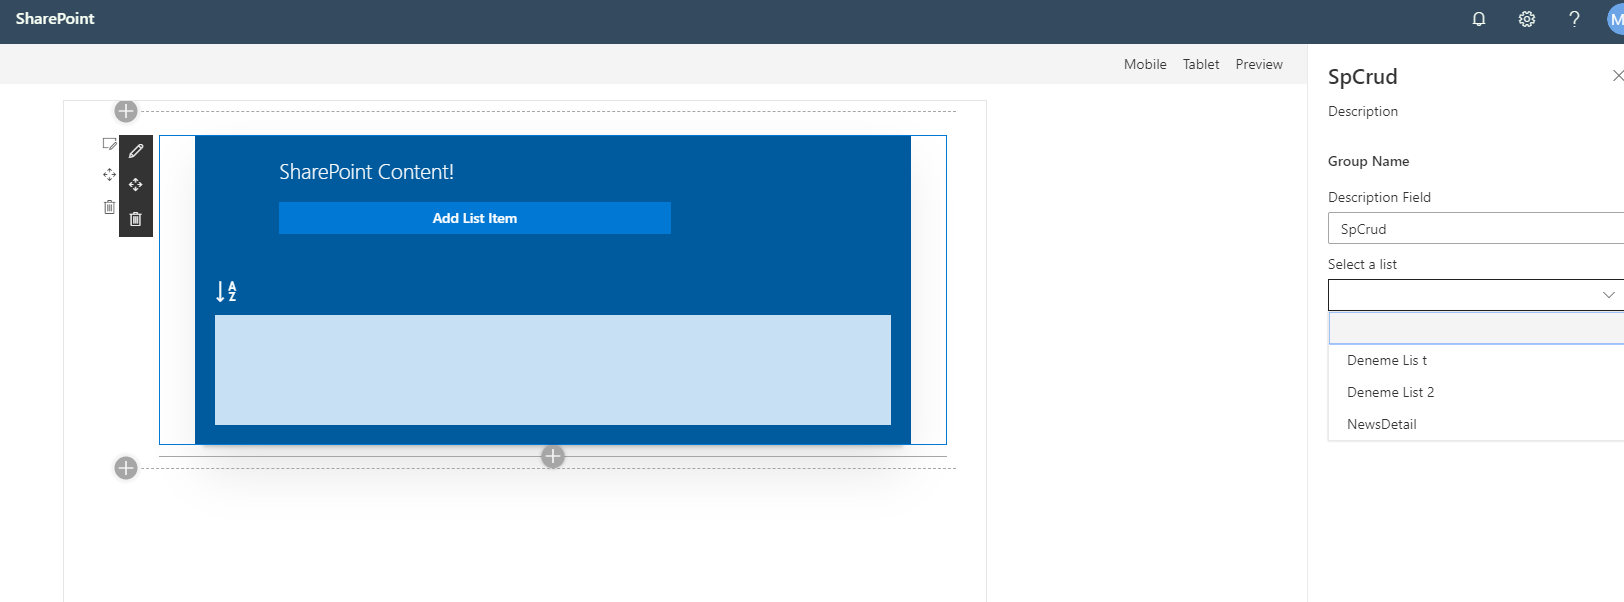 SharePoint
?
M
Mobile Tablet Preview
SpCrud
Description
Group Name
Description Field
SpCrud
Select a list
Deneme Lis t
Deneme List 2
NewsDetail
SharePoint Content!
Add List Item
A
Z